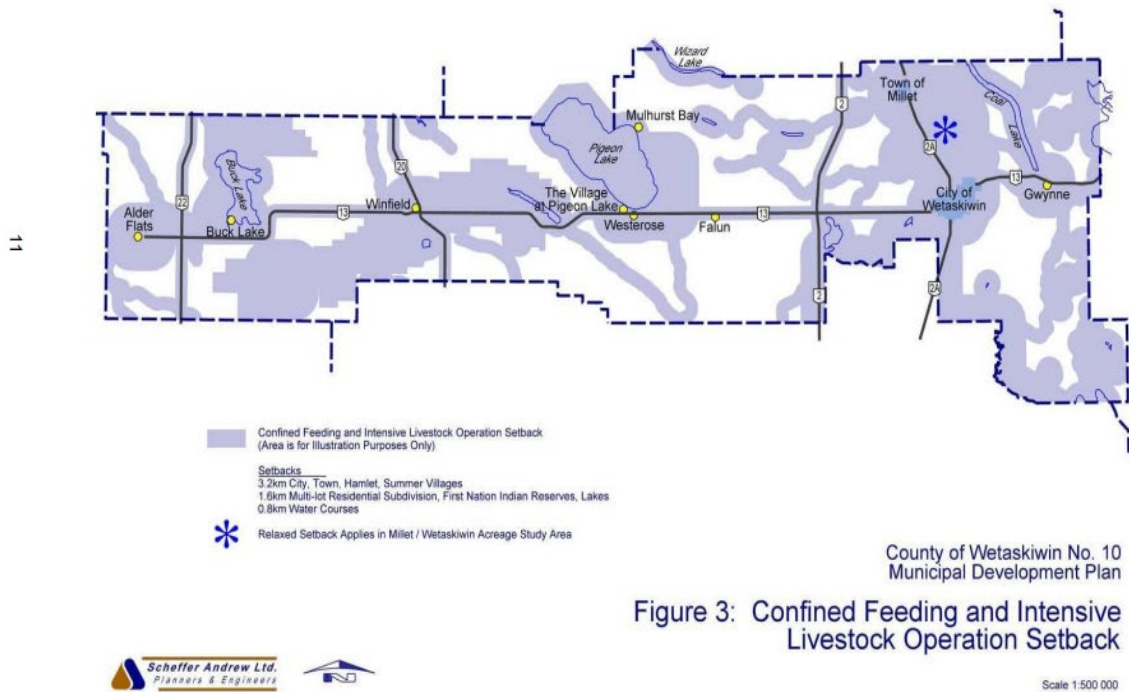 Wizard
Lake
Town of
Millet
Coal
Lake
2
2A
Mulhurst Bay
Pigeon
Lake
Buck Lake
20
22
13
City of
Wetaskiwin
Gwynne
The Village
at Pigeon Lake
Winfield
Alder
Flats
Buck Lake
13
Westerose
Falun
13
2
2A
11
Confined Feeding and Intensive Livestock Operation Setback
(Area is for Illustration Purposes Only)
Setbacks
3.2km City, Town, Hamlet, Summer Villages
1.6km Multi-lot Residential Subdivision, First Nation Indian Reserves, Lakes
0.8km Water Courses
Relaxed Setback Applies in Millet / Wetaskiwin Acreage Study Area
County of Wetaskiwin No. 10
Municipal Development Plan
Figure 3: Confined Feeding and Intensive
Livestock Operation Setback
Scheffer Andrew Ltd.
Planners & Engineers
Scale 1:500 000